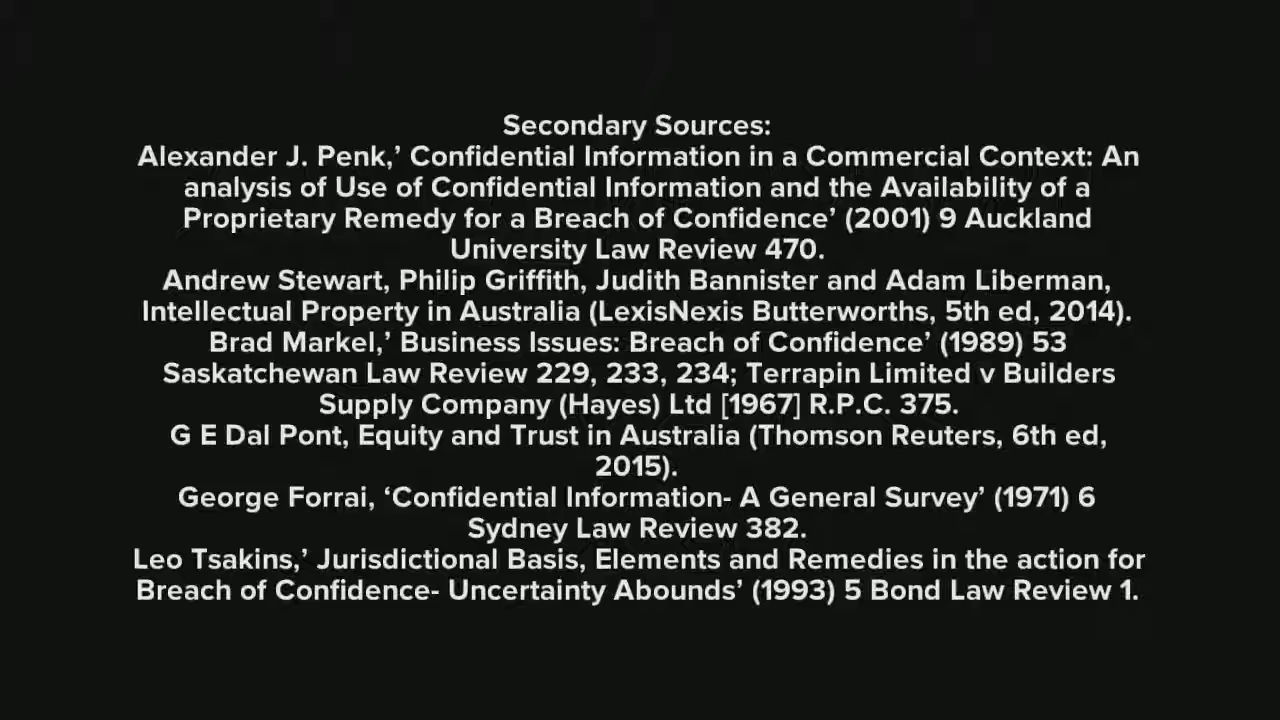 Secondary Sources:
Alexander J. Penk,’ Confidential Information in a Commercial Context: An
analysis of Use of Confidential Information and the Availability of a
Proprietary Remedy for a Breach of Confidence’ (2001) 9 Auckland
University Law Review 470.
Andrew Stewart, Philip Griffith, Judith Bannister and Adam Liberman,
Intellectual Property in Australia (LexisNexis Butterworths, 5th ed, 2014).
Brad Markel,’ Business Issues: Breach of Confidence’ (1989) 53
Saskatchewan Law Review 229, 233, 234; Terrapin Limited v Builders
Supply Company (Hayes) Ltd [1967] R.P.C. 375.
G E Dal Pont, Equity and Trust in Australia (Thomson Reuters, 6th ed,
2015).
George Forrai, ‘Confidential Information- A General Survey’ (1971) 6
Sydney Law Review 382.
Leo Tsakins,’ Jurisdictional Basis, Elements and Remedies in the action for
Breach of Confidence- Uncertainty Abounds’ (1993) 5 Bond Law Review 1.